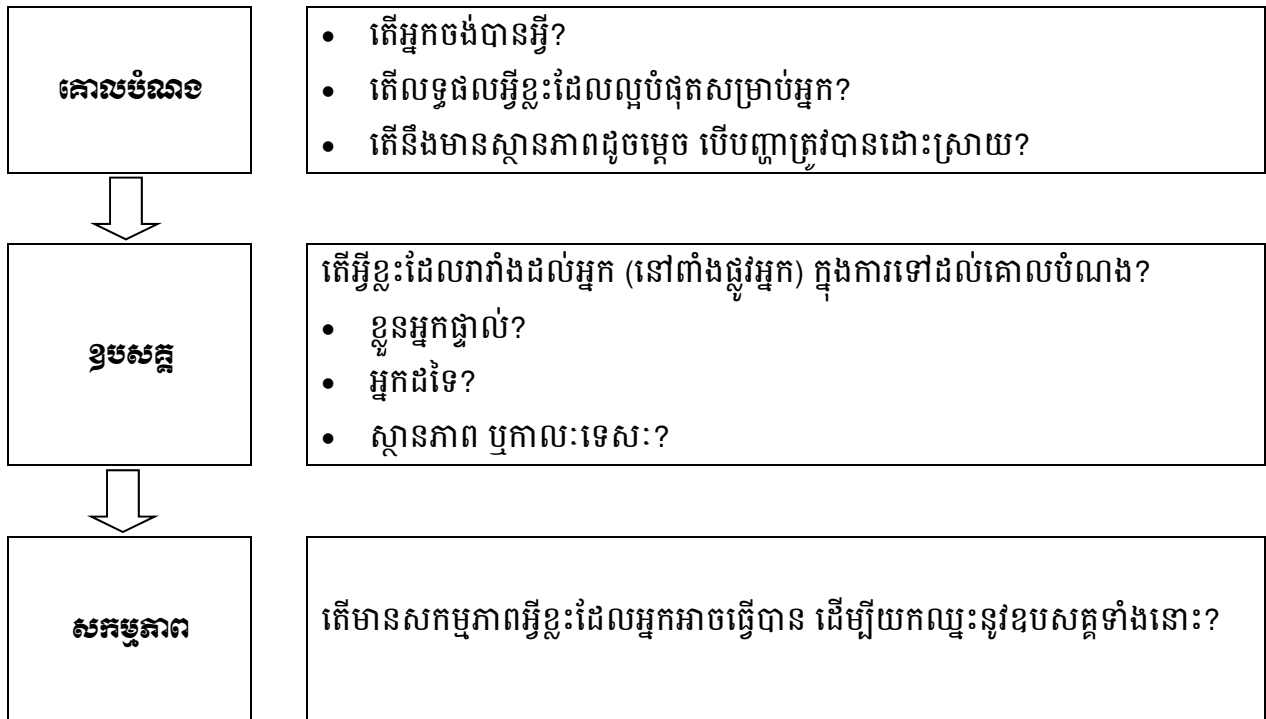 គោលបំណង
• តើអ្នកចង់បានអ្វី?
• តើលទ្ធផលអ្វីខ្លះដែលល្អបំផុតសម្រាប់អ្នក?
• តើនឹងមានស្ថានភាពដូចម្តេច បើបញ្ហាត្រូវបានដោះស្រាយ?
ឧបសគ្គ
តើអ្វីខ្លះដែលរារាំងដល់អ្នក (នៅពាំងផ្លូវអ្នក) ក្នុងការទៅដល់គោលបំណង?
• ខ្លួនអ្នកផ្ទាល់?
• អ្នកដទៃ?
• ស្ថានភាព ឬកាលៈទេសៈ?
សកម្មភាព
តើមានសកម្មភាពអ្វីខ្លះដែលអ្នកអាចធ្វើបាន ដើម្បីយកឈ្នះនូវឧបសគ្គទាំងនោះ?